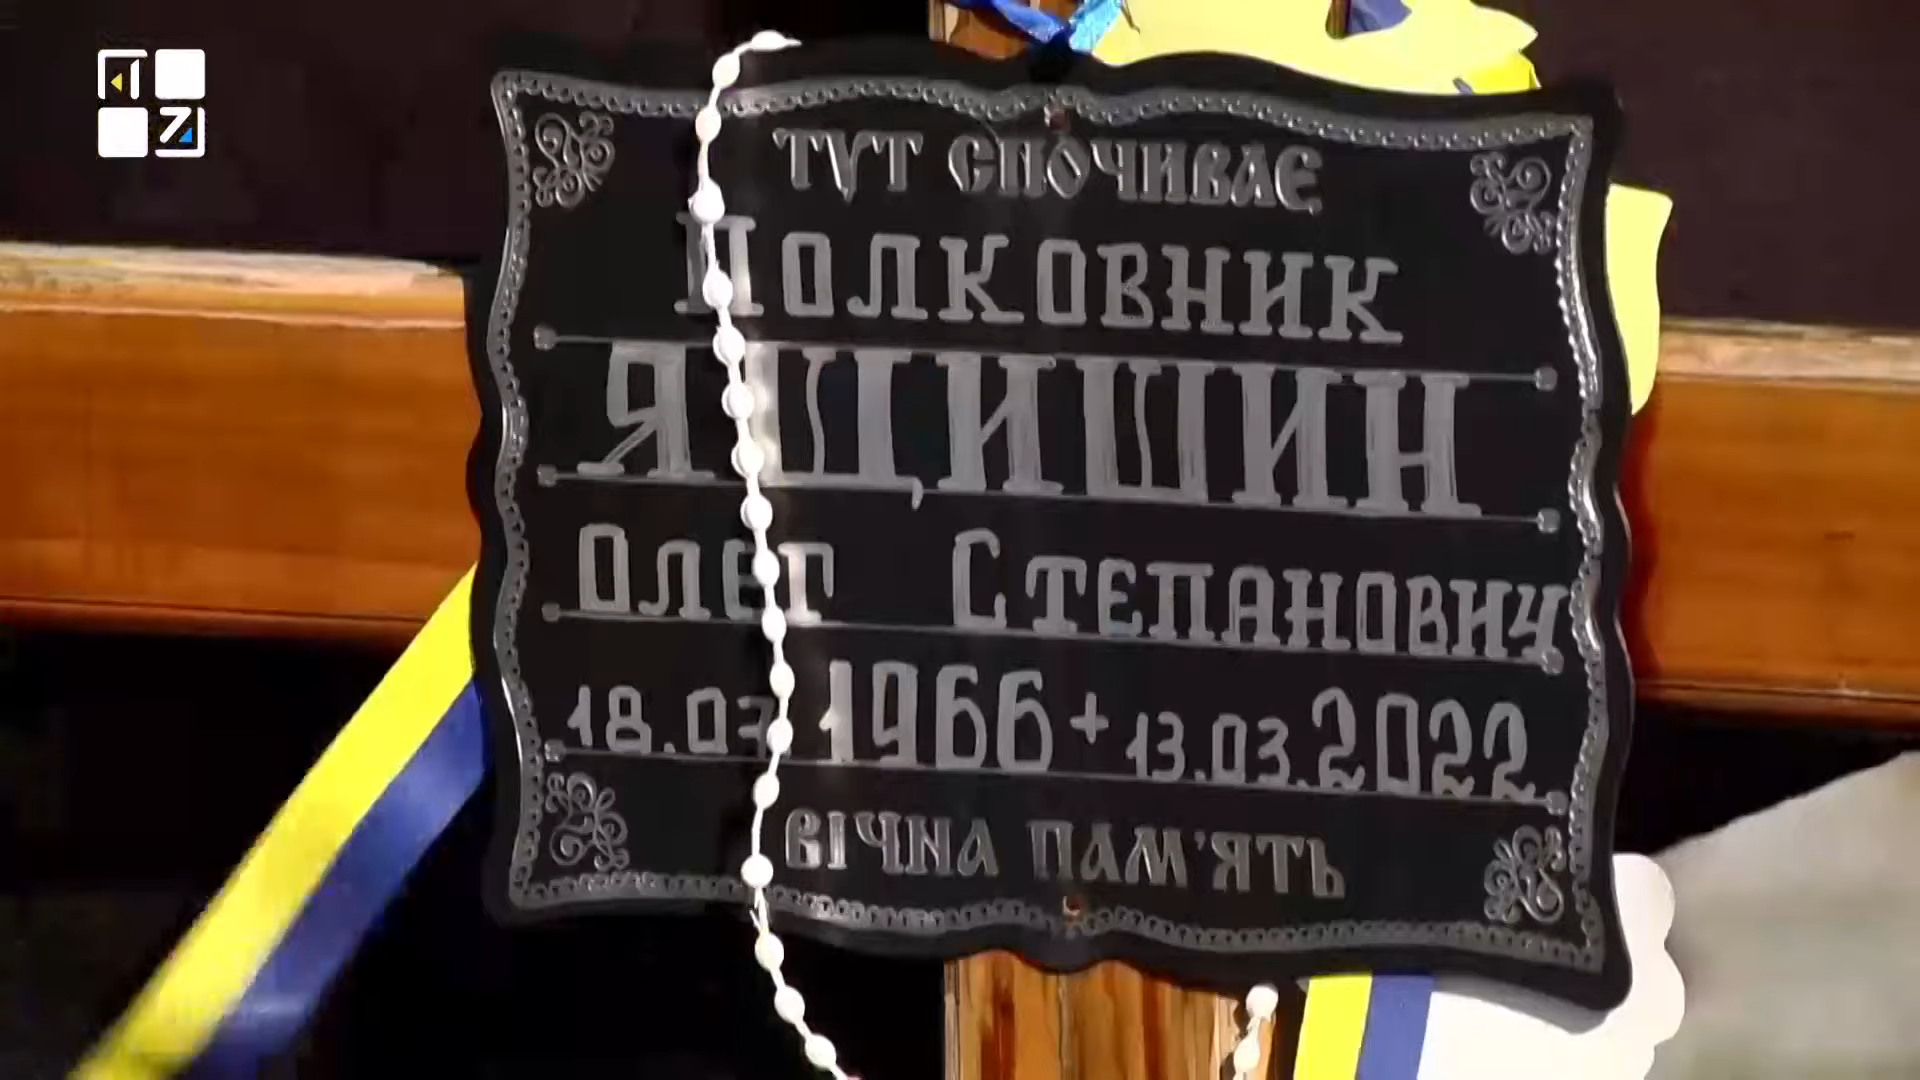 ТУТ СПОЧИВАЄ
ПОЛКОВНИК
ЯЩИШИН
ОЛЕГ СТЕПАНОВИЧ
18.07.1966+13.03.2022
ВІЧНА ПАМ'ЯТЬ